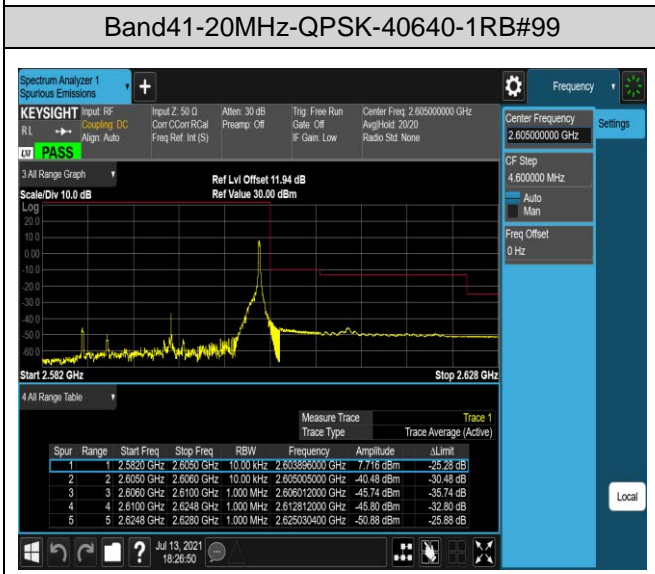 Band41-20MHz-QPSK-40640-1RB#99
Spectrum Analyzer 1
Spurious Emissions
+
Frequency
KEYSIGHT
RL
LXI
PASS
Input: RF
Coupling: DC
Align: Auto
Input Z: 50 Ω
Corr CCorr RCal
Freq Ref: Int (S)
Atten: 30 dB
Preamp: Off
Trig: Free Run
Gate: Off
IF Gain: Low
Center Freq: 2.605000000 GHz
Avg|Hold: 20/20
Radio Std: None
Center Frequency
2.605000000 GHz
Settings
CF Step
4.600000 MHz
Auto
Man
Freq Offset
0 Hz
3 All Range Graph
Scale/Div 10.0 dB
Ref Lvl Offset 11.94 dB
Ref Value 30.00 dBm
Log
20.0
10.0
0.00
-10.0
-20.0
-30.0
-40.0
-50.0
-60.0
Start 2.582 GHz
Stop 2.628 GHz
4 All Range Table
Measure Trace Trace 1
Trace Type Trace Average (Active)
Spur Range Start Freq Stop Freq RBW Frequency Amplitude ΔLimit
1 1 2.5820 GHz 2.6050 GHz 10.00 kHz 2.603896000 GHz 7.716 dBm -25.28 dB
2 2 2.6050 GHz 2.6060 GHz 10.00 kHz 2.605005000 GHz -40.48 dBm -30.48 dB
3 3 2.6060 GHz 2.6100 GHz 1.000 MHz 2.606012000 GHz -45.74 dBm -35.74 dB
4 4 2.6100 GHz 2.6248 GHz 1.000 MHz 2.612812000 GHz -45.80 dBm -32.80 dB
5 5 2.6248 GHz 2.6280 GHz 1.000 MHz 2.625030400 GHz -50.88 dBm -25.88 dB
Local
?
Jul 13, 2021
18:26:50